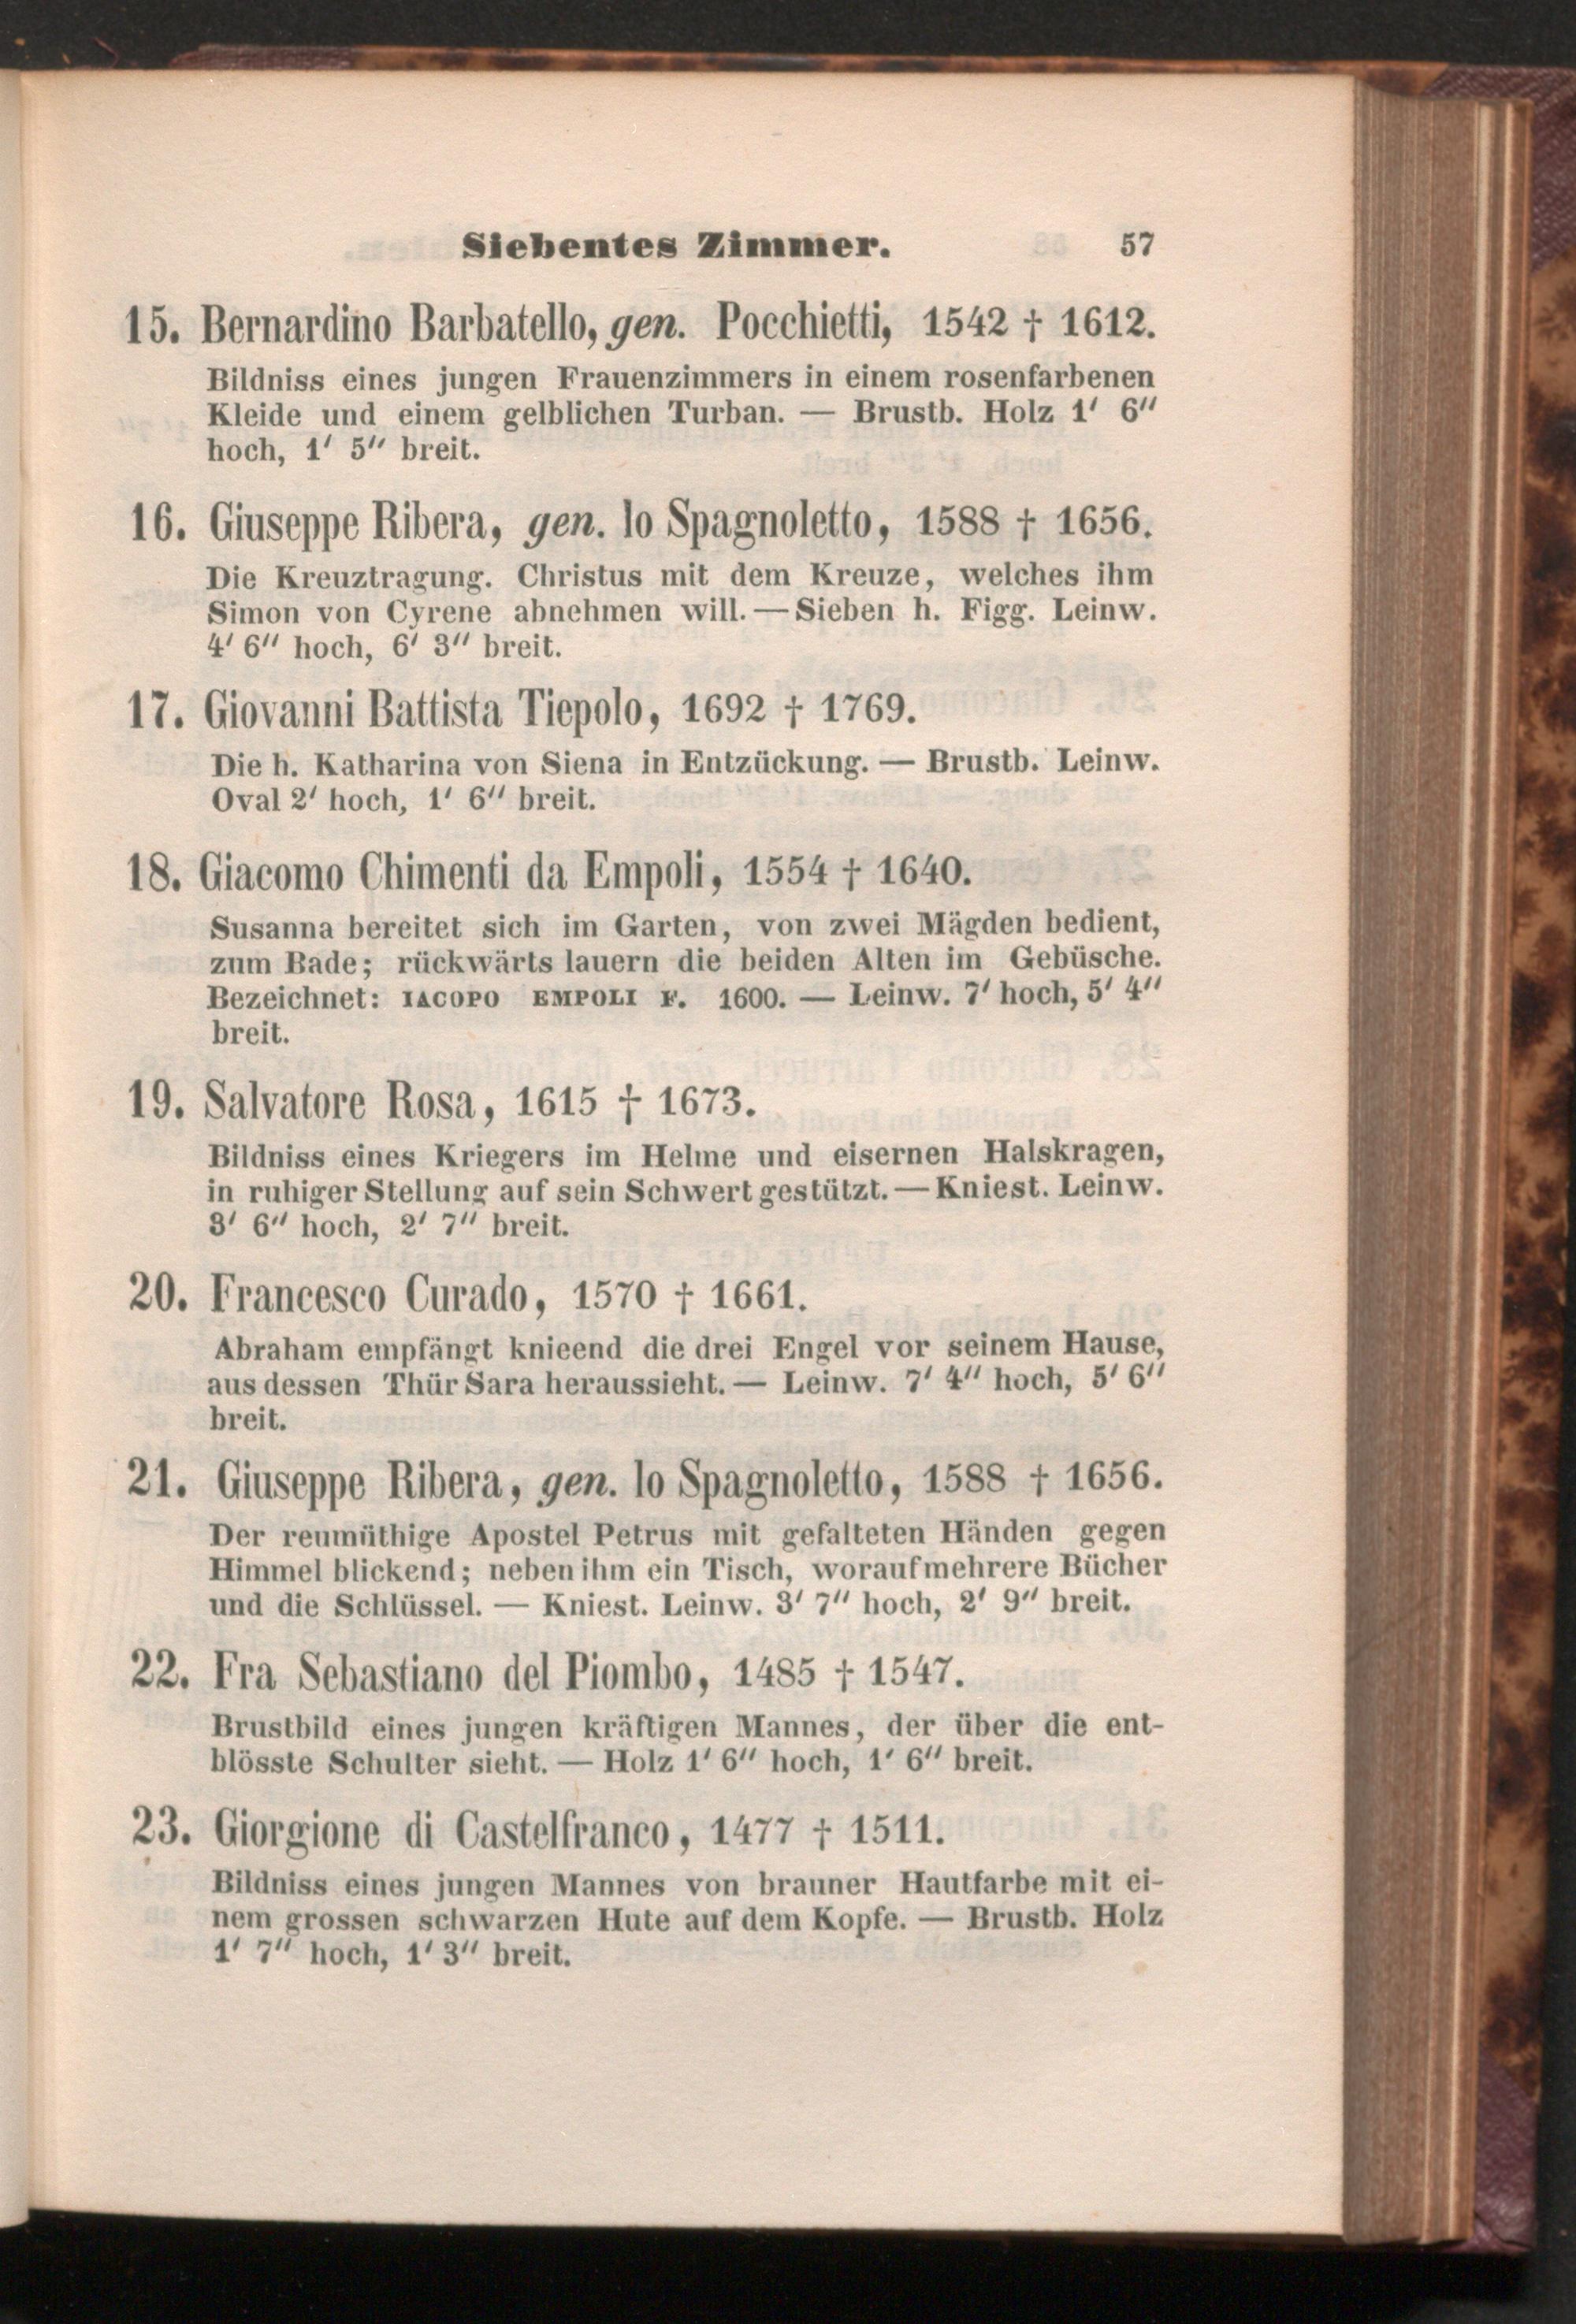 Siebentes Zimmer. 57
15. Bernardino Barbatello, gen. Pocchietti, 1542 † 1612.
Bildniss eines jungen Frauenzimmers in einem rosenfarbenen
Kleide und einem gelblichen Turban. — Brustb. Holz 1′ 6″
hoch, 1′ 5″ breit.
16. Giuseppe Ribera, gen. lo Spagnoletto, 1588 † 1656.
Die Kreuztragung. Christus mit dem Kreuze, welches ihm
Simon von Cyrene abnehmen will. — Sieben h. Figg. Leinw.
4′ 6″ hoch, 6′ 3″ breit.
17. Giovanni Battista Tiepolo, 1692 † 1769.
Die h. Katharina von Siena in Entzückung. — Brustb. Leinw.
Oval 2′ hoch, 1′ 6″ breit.
18. Giacomo Chimenti da Empoli, 1554 † 1640.
Susanna bereitet sich im Garten, von zwei Mägden bedient,
zum Bade; rückwärts lauern die beiden Alten im Gebüsche.
Bezeichnet: IACOPO EMPOLI F. 1600. — Leinw. 7′ hoch, 5′ 4″
breit.
19. Salvatore Rosa, 1615 † 1673.
Bildniss eines Kriegers im Helme und eisernen Halskragen,
in ruhiger Stellung auf sein Schwert gestützt. — Kniest. Leinw.
3′ 6″ hoch, 2′ 7″ breit.
20. Francesco Curado, 1570 † 1661.
Abraham empfängt knieend die drei Engel vor seinem Hause,
aus dessen Thür Sara heraussieht. — Leinw. 7′ 4″ hoch, 5′ 6″
breit.
21. Giuseppe Ribera, gen. lo Spagnoletto, 1588 † 1656.
Der reumüthige Apostel Petrus mit gefalteten Händen gegen
Himmel blickend; neben ihm ein Tisch, worauf mehrere Bücher
und die Schlüssel. — Kniest. Leinw. 3′ 7″ hoch, 2′ 9″ breit.
22. Fra Sebastiano del Piombo, 1485 † 1547.
Brustbild eines jungen kräftigen Mannes, der über die ent-
blösste Schulter sieht. — Holz 1′ 6″ hoch, 1′ 6″ breit.
23. Giorgione di Castelfranco, 1477 † 1511.
Bildniss eines jungen Mannes von brauner Hautfarbe mit ei-
nem grossen schwarzen Hute auf dem Kopfe. — Brustb. Holz
1′ 7″ hoch, 1′ 3″ breit.